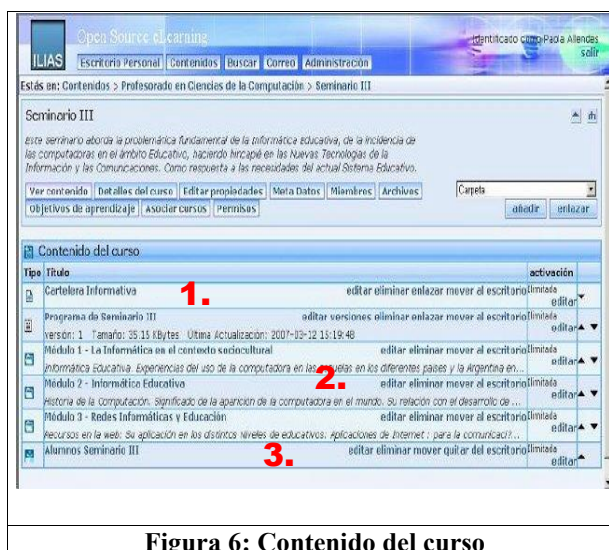 Open Source eLearning
Identificado como Paola Allendes
salir
ILIAS
Escritorio Personal Contenidos Buscar Correo Administración
Estás en: Contenidos > Profesorado en Ciencias de la Computación > Seminario III
Seminario III
Este seminario aborda la problemática fundamental de la Informática educativa, de la incidencia de
las computadoras en el ámbito Educativo, haciendo hincapié en las Nuevas Tecnologías de la
Información y las Comunicaciones. Como respuesta a las necesidades del actual Sistema Educativo.
Ver contenido Detalles del curso Editar propiedades Meta Datos Miembros Archivos
Carpeta
Objetivos de aprendizaje Asociar cursos Permisos
añadir enlazar
Contenido del curso
Tipo Título activación
Cartelera Informativa 1. editar eliminar enlazar mover al escritorio Ilimitada
editar
Programa de Seminario III editar versiones eliminar enlazar mover al escritorio Ilimitada
versión: 1 Tamaño: 35.15 KBytes Última Actualización: 2007-03-12 15:19:48 editar
Módulo 1 - La Informática en el contexto sociocultural editar eliminar mover al escritorio Ilimitada
Informática Educativa. Experiencias del uso de la computadora en las escuelas en los diferentes países y la Argentina en... editar
Módulo 2 - Informática Educativa 2. editar eliminar mover al escritorio Ilimitada
Historia de la Computación. Significado de la aparición de la computadora en el mundo. Su relación con el desarrollo de ... editar
Módulo 3 - Redes Informáticas y Educación editar eliminar mover al escritorio Ilimitada
Recursos en la web: Su aplicación en los distintos niveles de educativos. Aplicaciones de Internet : para la comunicaci?... editar
Alumnos Seminario III 3. editar eliminar mover quitar del escritorio Ilimitada
editar
Figura 6: Contenido del curso